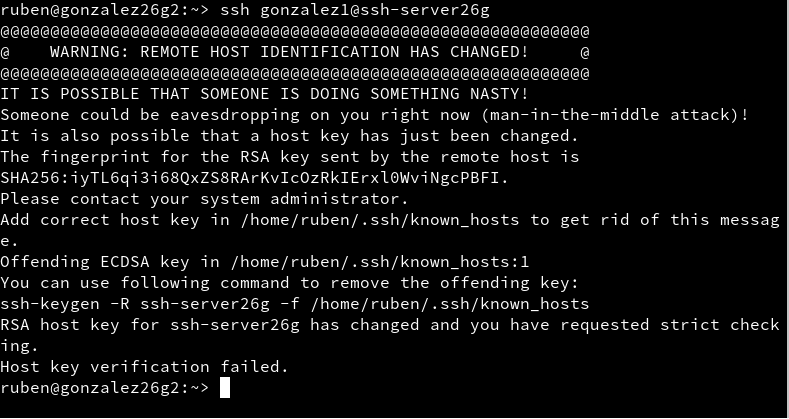 ruben@gonzalez26g2:~> ssh gonzalez1@ssh-server26g
@@@@@@@@@@@@@@@@@@@@@@@@@@@@@@@@@@@@@@@@@@@@@@@@@@@@@@@@@@@
@    WARNING: REMOTE HOST IDENTIFICATION HAS CHANGED!     @
@@@@@@@@@@@@@@@@@@@@@@@@@@@@@@@@@@@@@@@@@@@@@@@@@@@@@@@@@@@
IT IS POSSIBLE THAT SOMEONE IS DOING SOMETHING NASTY!
Someone could be eavesdropping on you right now (man-in-the-middle attack)!
It is also possible that a host key has just been changed.
The fingerprint for the RSA key sent by the remote host is
SHA256:iyTL6qi3i68QxZS8RArKvIcOzRkIErxl0WviNgcPBFI.
Please contact your system administrator.
Add correct host key in /home/ruben/.ssh/known_hosts to get rid of this messag
e.
Offending ECDSA key in /home/ruben/.ssh/known_hosts:1
You can use following command to remove the offending key:
ssh-keygen -R ssh-server26g -f /home/ruben/.ssh/known_hosts
RSA host key for ssh-server26g has changed and you have requested strict check
ing.
Host key verification failed.
ruben@gonzalez26g2:~>